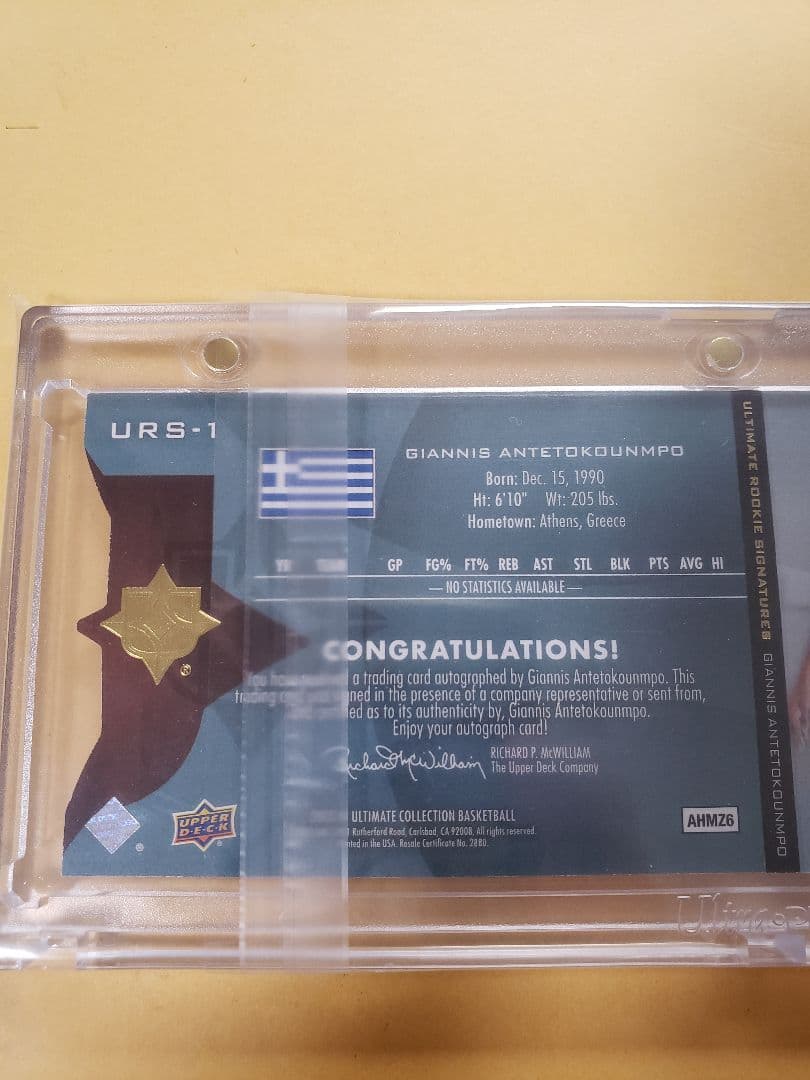 URS-1
GIANNIS ANTETOKOUNMPO
Born: Dec. 15, 1990
Ht: 6'10" Wt: 205 lbs.
Hometown: Athens, Greece
GP FG% FT% REB AST STL BLK PTS AVG HI
— NO STATISTICS AVAILABLE —
CONGRATULATIONS!
a trading card autographed by Giannis Antetokounmpo. This
in the presence of a company representative or sent from,
as to its authenticity by, Giannis Antetokounmpo.
Enjoy your autograph card!
Richard McWilliam
RICHARD P. McWILLIAM
The Upper Deck Company
ULTIMATE COLLECTION BASKETBALL
Rutherford Road, Carlsbad, CA 92008. All rights reserved.
in the USA. Resale Certificate No. 2880.
AHMZ6
UPPER
D·E·C·K
®
ULTIMATE ROOKIE SIGNATURES GIANNIS ANTETOKOUNMPO